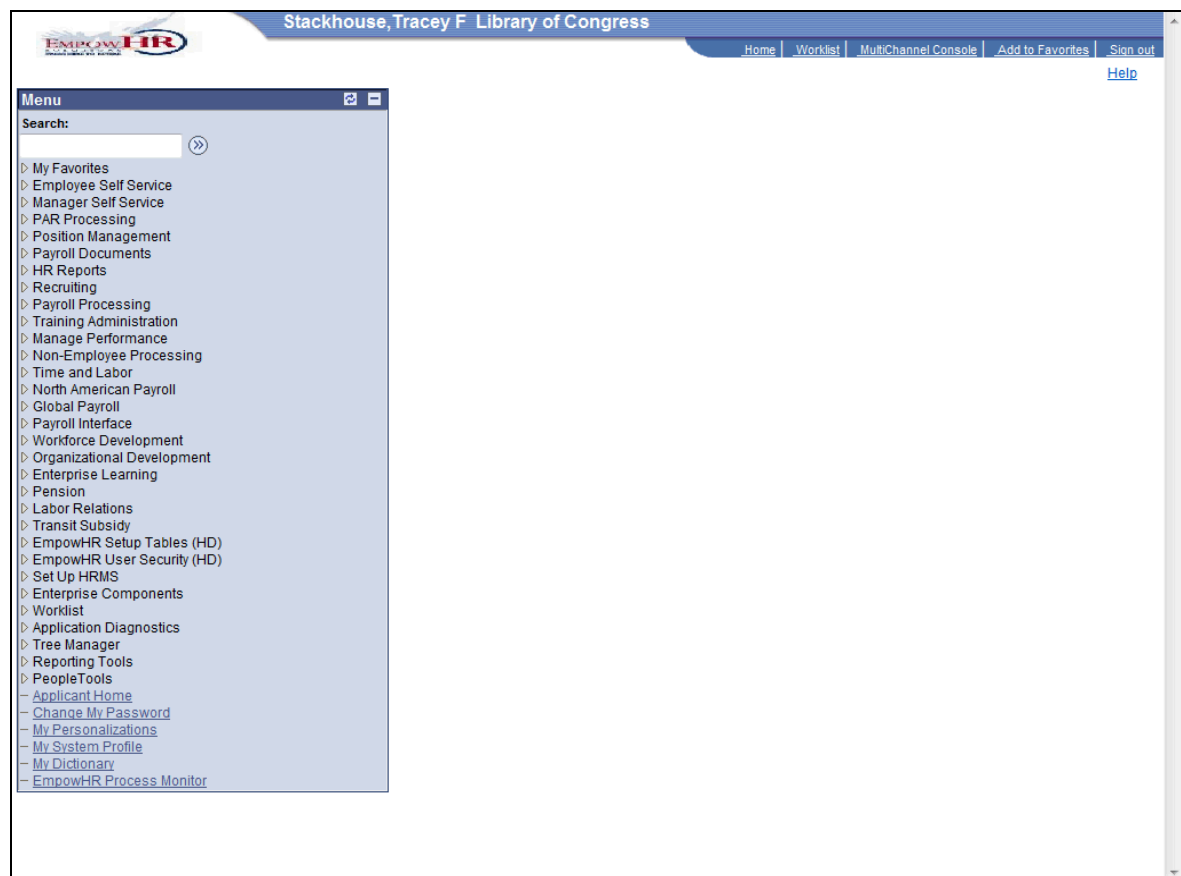 Stackhouse,Tracey F Library of Congress
EMPOWHR
Home Worklist MultiChannel Console Add to Favorites Sign out
Help
Menu
Search:
My Favorites
Employee Self Service
Manager Self Service
PAR Processing
Position Management
Payroll Documents
HR Reports
Recruiting
Payroll Processing
Training Administration
Manage Performance
Non-Employee Processing
Time and Labor
North American Payroll
Global Payroll
Payroll Interface
Workforce Development
Organizational Development
Enterprise Learning
Pension
Labor Relations
Transit Subsidy
EmpowHR Setup Tables (HD)
EmpowHR User Security (HD)
Set Up HRMS
Enterprise Components
Worklist
Application Diagnostics
Tree Manager
Reporting Tools
PeopleTools
Applicant Home
Change My Password
My Personalizations
My System Profile
My Dictionary
EmpowHR Process Monitor